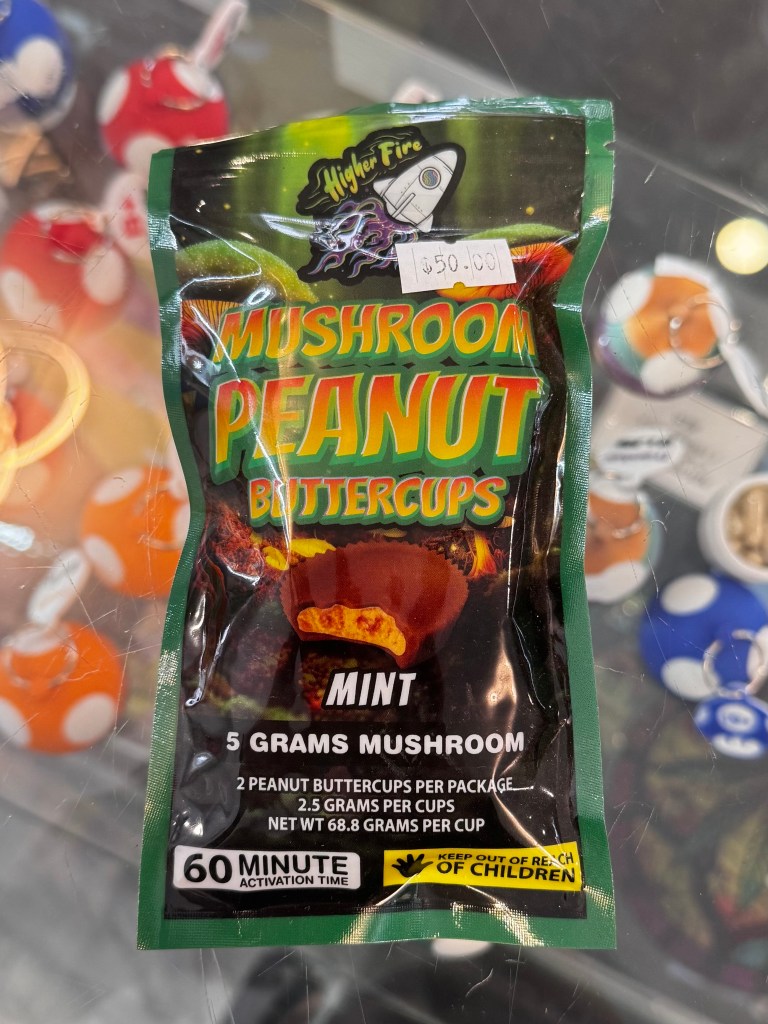 Higher Fire
$50.00
MUSHROOM
PEANUT
BUTTERCUPS
MINT
5 GRAMS MUSHROOM
2 PEANUT BUTTERCUPS PER PACKAGE
2.5 GRAMS PER CUPS
NET WT 68.8 GRAMS PER CUP
60 MINUTE
ACTIVATION TIME
KEEP OUT OF REACH
OF CHILDREN